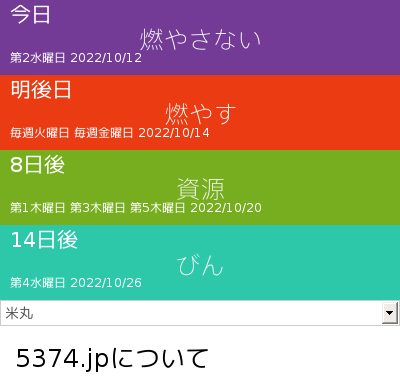 今日
燃やさない
第2水曜日 2022/10/12
明後日
燃やす
毎週火曜日 毎週金曜日 2022/10/14
8日後
資源
第1木曜日 第3木曜日 第5木曜日 2022/10/20
14日後
びん
第4水曜日 2022/10/26
米丸
5374.jpについて